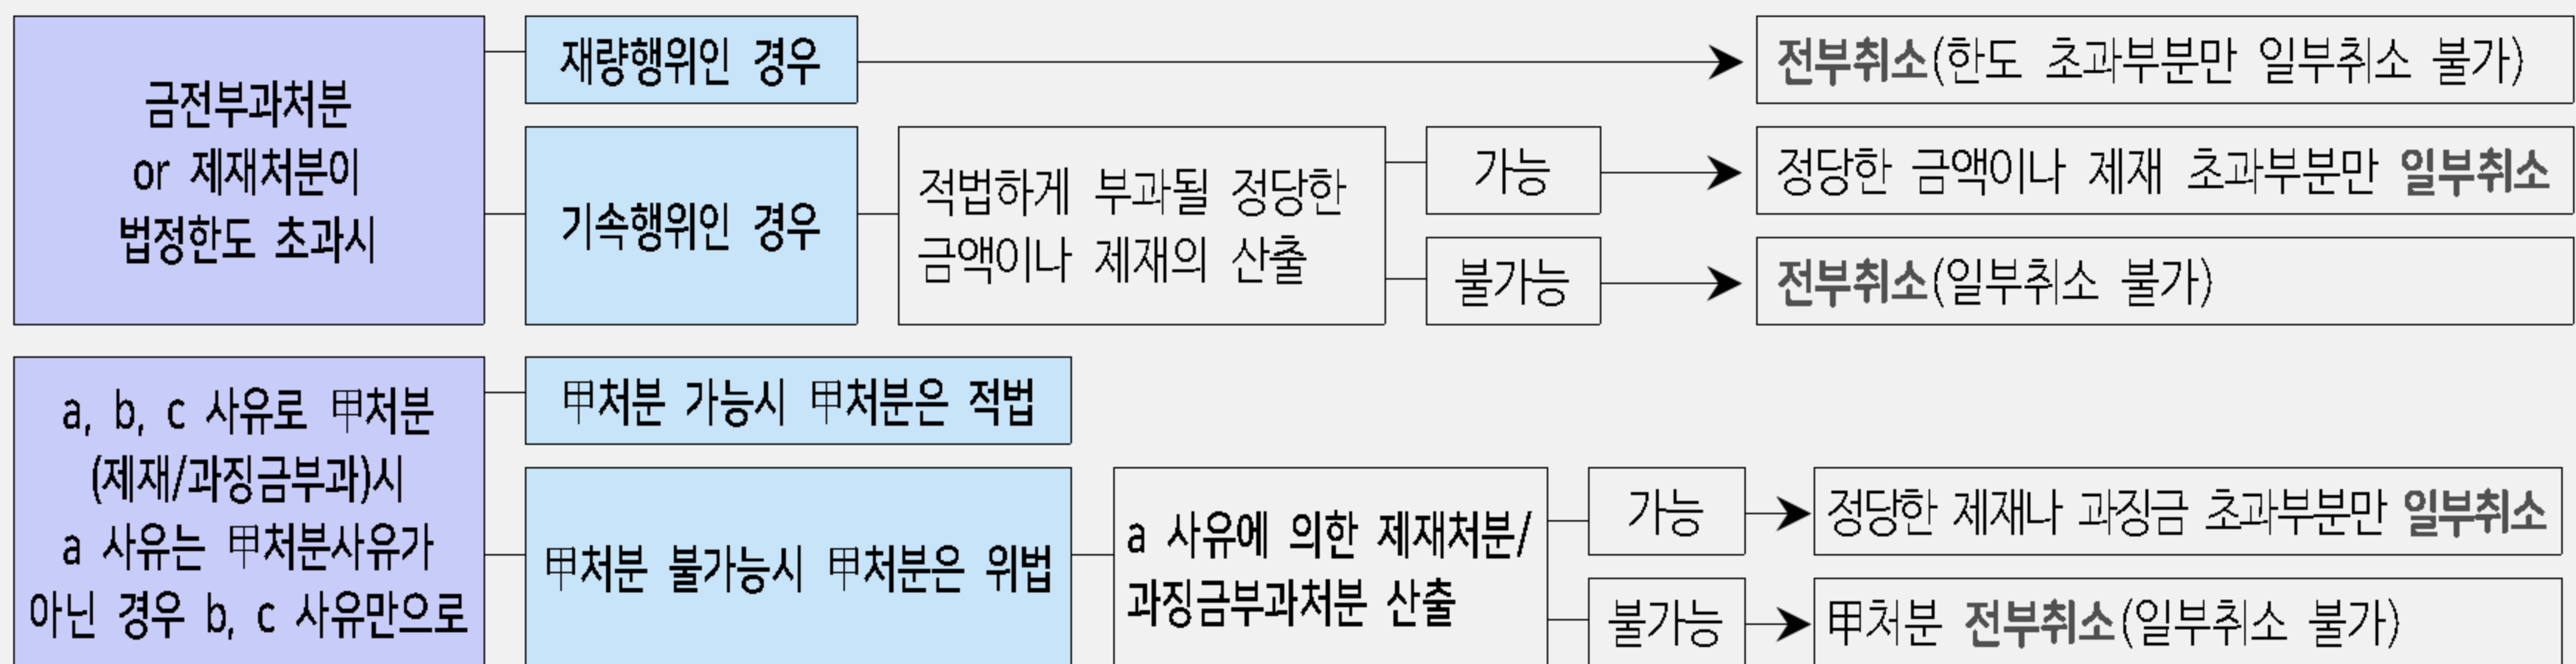 금전부과처분
or 제재처분이
법정한도 초과시
재량행위인 경우
전부취소(한도 초과부분만 일부취소 불가)
기속행위인 경우
적법하게 부과될 정당한
금액이나 제재의 산출
가능
정당한 금액이나 제재 초과부분만 일부취소
불가능
전부취소(일부취소 불가)
a, b, c 사유로 甲처분
(제재/과징금부과)시
a 사유는 甲처분사유가
아닌 경우 b, c 사유만으로
甲처분 가능시 甲처분은 적법
甲처분 불가능시 甲처분은 위법
a 사유에 의한 제재처분/
과징금부과처분 산출
가능
정당한 제재나 과징금 초과부분만 일부취소
불가능
甲처분 전부취소(일부취소 불가)